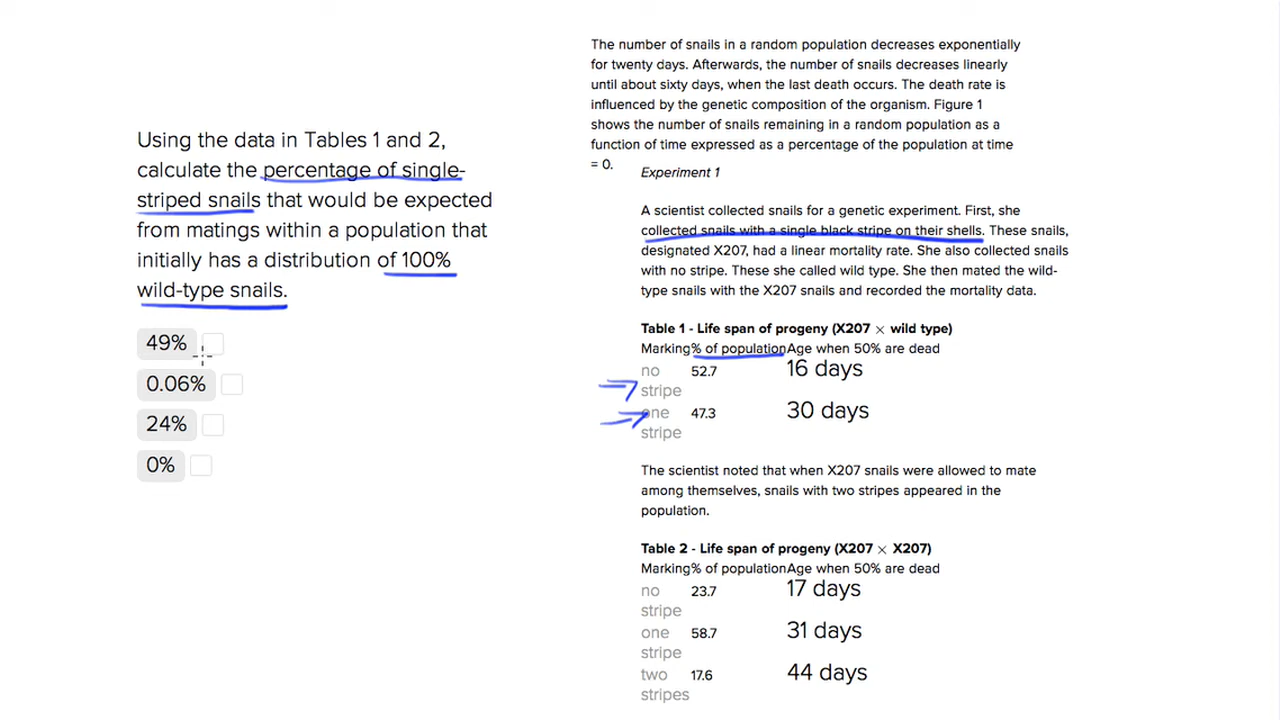 Using the data in Tables 1 and 2,
calculate the percentage of single-
striped snails that would be expected
from matings within a population that
initially has a distribution of 100%
wild-type snails.
49%
0.06%
24%
0%
The number of snails in a random population decreases exponentially
for twenty days. Afterwards, the number of snails decreases linearly
until about sixty days, when the last death occurs. The death rate is
influenced by the genetic composition of the organism. Figure 1
shows the number of snails remaining in a random population as a
function of time expressed as a percentage of the population at time
= 0.
Experiment 1
A scientist collected snails for a genetic experiment. First, she
collected snails with a single black stripe on their shells. These snails,
designated X207, had a linear mortality rate. She also collected snails
with no stripe. These she called wild type. She then mated the wild-
type snails with the X207 snails and recorded the mortality data.
Table 1 - Life span of progeny (X207 × wild type)
Marking% of populationAge when 50% are dead
no 52.7 16 days
stripe
one 47.3 30 days
stripe
The scientist noted that when X207 snails were allowed to mate
among themselves, snails with two stripes appeared in the
population.
Table 2 - Life span of progeny (X207 × X207)
Marking% of populationAge when 50% are dead
no 23.7 17 days
stripe
one 58.7 31 days
stripe
two 17.6 44 days
stripes